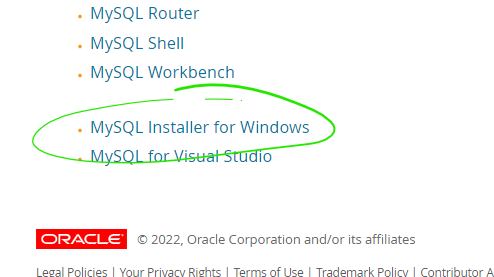 MySQL Router
MySQL Shell
MySQL Workbench
MySQL Installer for Windows
MySQL for Visual Studio
ORACLE © 2022, Oracle Corporation and/or its affiliates
Legal Policies | Your Privacy Rights | Terms of Use | Trademark Policy | Contributor A